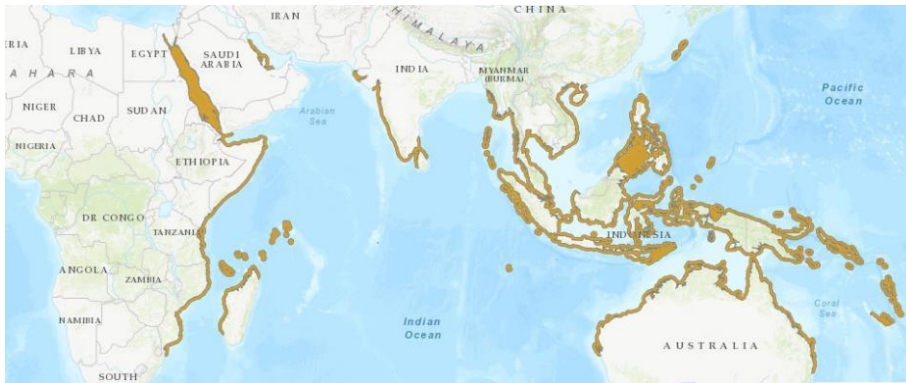 IRAN
CHINA
HIMALAYA
ERIA
LIBYA
EGYPT
SAUDI
ARABIA
INDIA
MYANMAR
(BURMA)
AHARA
Pacific
Ocean
NIGER
CHAD
SUDAN
Arabian
Sea
NIGERIA
ETHIOPIA
DR CONGO
TANZANIA
INDONESIA
ANGOLA
ZAMBIA
NAMIBIA
Indian
Ocean
Coral
Sea
AUSTRALIA
SOUTH